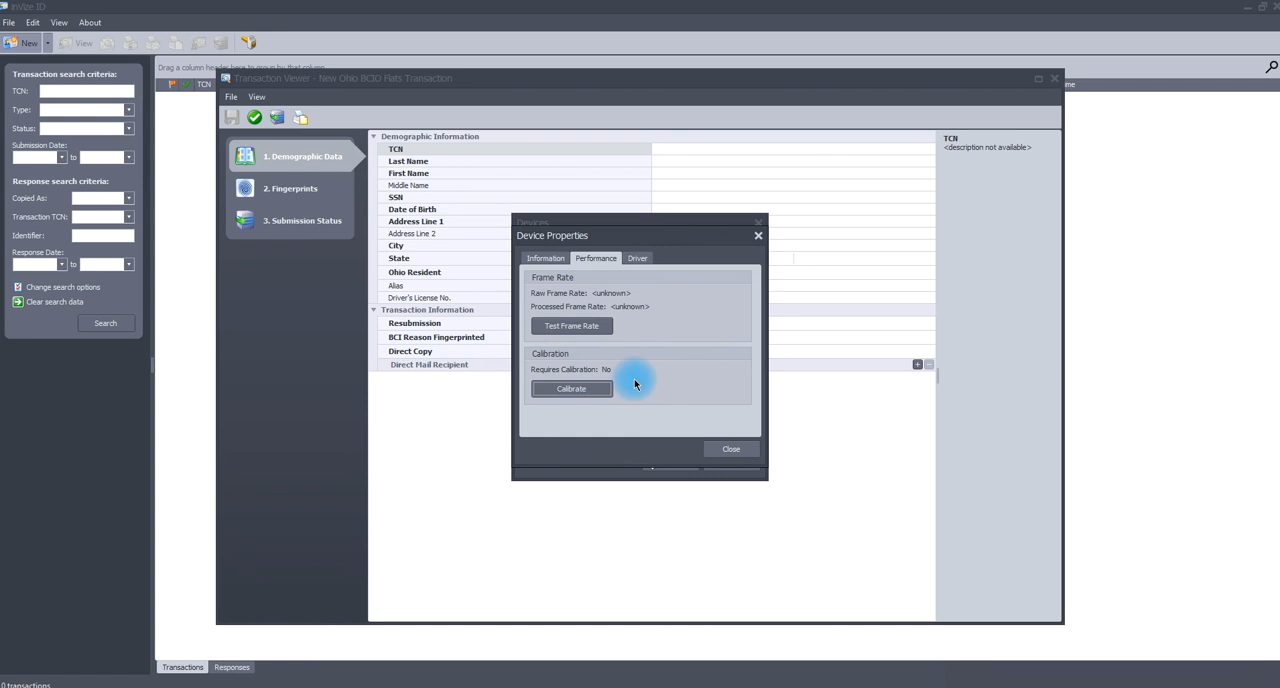 inVize ID
File Edit View About
New View
Transaction search criteria:
TCN:
Type:
Status:
Submission Date:
to
Response search criteria:
Copied As:
Transaction TCN:
Identifier:
Response Date:
to
Change search options
Clear search data
Search
Drag a column header here to group by that column
TCN
me
Transaction Viewer - New Ohio BCIO Flats Transaction
File View
1. Demographic Data
2. Fingerprints
3. Submission Status
Demographic Information
TCN
Last Name
First Name
Middle Name
SSN
Date of Birth
Address Line 1
Address Line 2
City
State
Ohio Resident
Alias
Driver's License No.
Transaction Information
Resubmission
BCI Reason Fingerprinted
Direct Copy
Direct Mail Recipient
TCN
<description not available>
Devices
Device Properties
Information Performance Driver
Frame Rate
Raw Frame Rate: <unknown>
Processed Frame Rate: <unknown>
Test Frame Rate
Calibration
Requires Calibration: No
Calibrate
Close
Transactions Responses
0 transactions